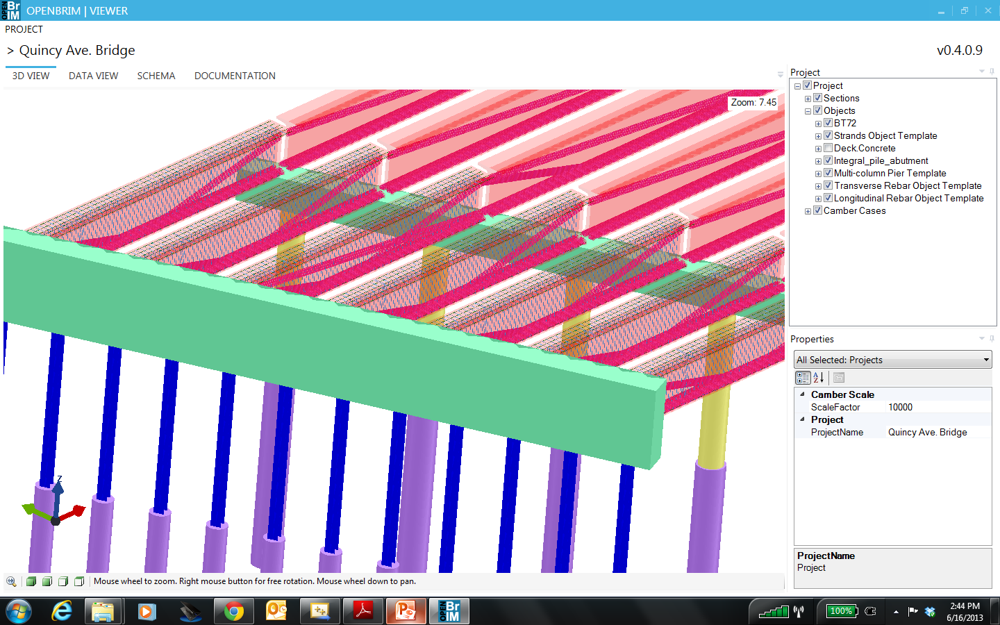 OPEN BrIM OPENBRIM | VIEWER
PROJECT
> Quincy Ave. Bridge
v0.4.0.9
3D VIEW DATA VIEW SCHEMA DOCUMENTATION
Zoom: 7.45
Z
Mouse wheel to zoom. Right mouse button for free rotation. Mouse wheel down to pan.
Project
Project
Sections
Objects
BT72
Strands Object Template
Deck.Concrete
Integral_pile_abutment
Multi-column Pier Template
Transverse Rebar Object Template
Longitudinal Rebar Object Template
Camber Cases
Properties
All Selected: Projects
A
Z
Camber Scale
ScaleFactor 10000
Project
ProjectName Quincy Ave. Bridge
ProjectName
Project
OPEN BrIM
100%
2:44 PM
6/16/2013